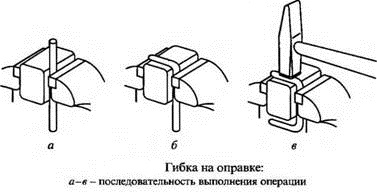 а б в
Гибка на оправке:
а–в – последовательность выполнения операции